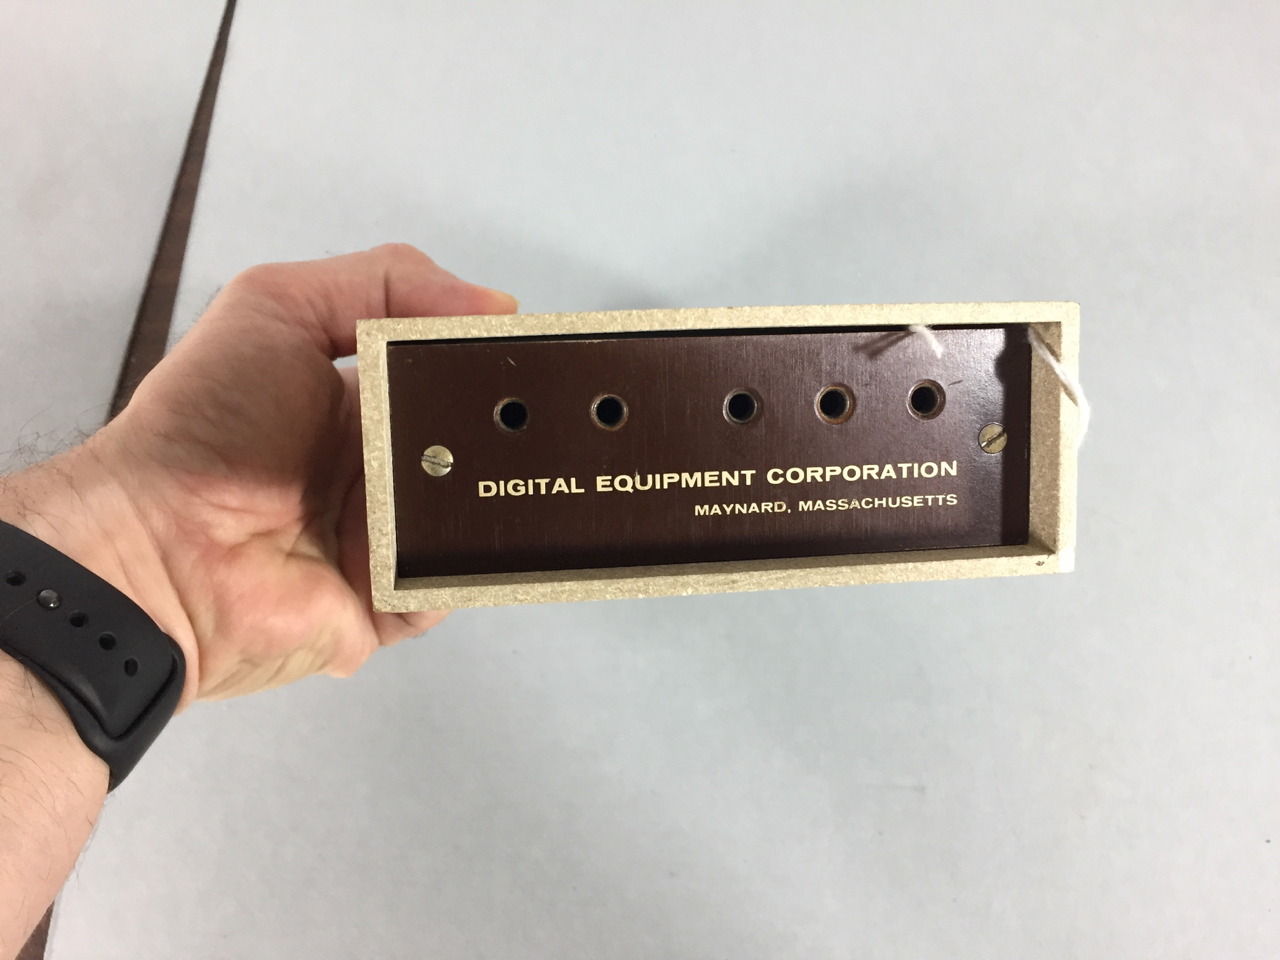 DIGITAL EQUIPMENT CORPORATION
MAYNARD, MASSACHUSETTS